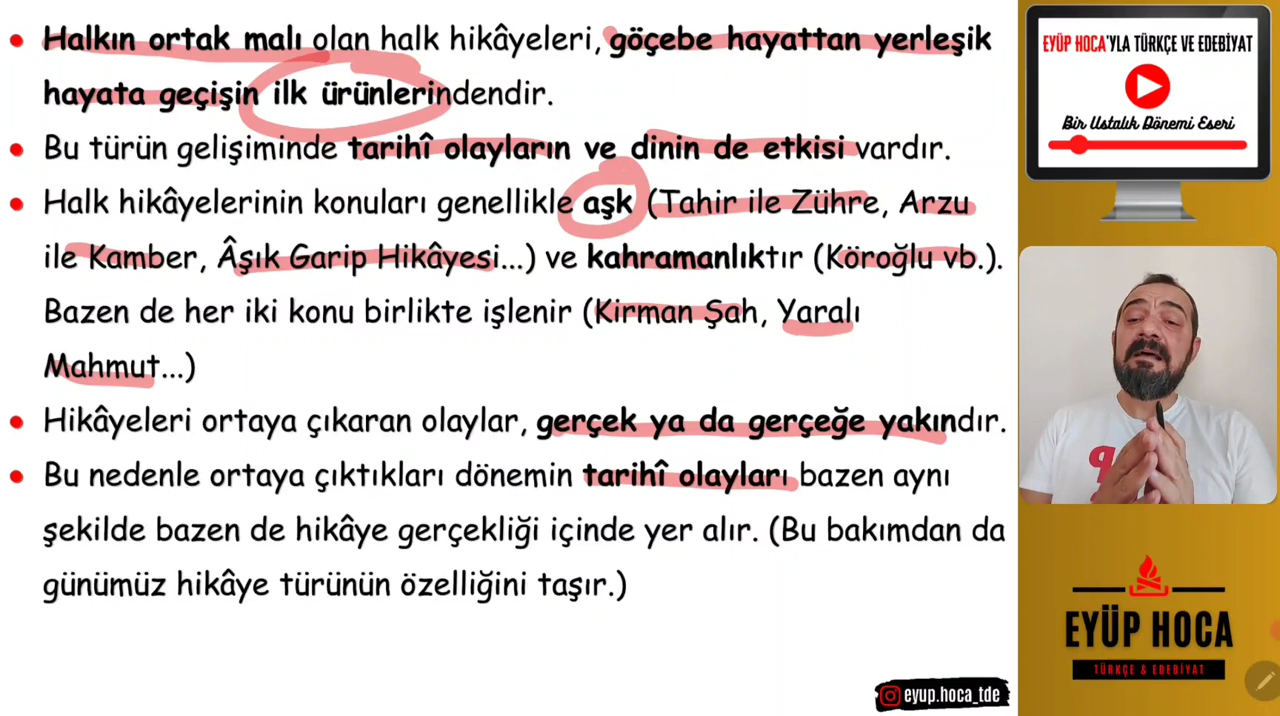 • Halkın ortak malı olan halk hikâyeleri, göçebe hayattan yerleşik
hayata geçişin ilk ürünlerindendir.
• Bu türün gelişiminde tarihî olayların ve dinin de etkisi vardır.
• Halk hikâyelerinin konuları genellikle aşk (Tahir ile Zühre, Arzu
ile Kamber, Âşık Garip Hikâyesi...) ve kahramanlıktır (Köroğlu vb.).
Bazen de her iki konu birlikte işlenir (Kirman Şah, Yaralı
Mahmut...)
• Hikâyeleri ortaya çıkaran olaylar, gerçek ya da gerçeğe yakındır.
• Bu nedenle ortaya çıktıkları dönemin tarihî olayları bazen aynı
şekilde bazen de hikâye gerçekliği içinde yer alır. (Bu bakımdan da
günümüz hikâye türünün özelliğini taşır.)
EYÜP HOCA'YLA TÜRKÇE VE EDEBİYAT
Bir Ustalık Dönemi Eseri
EYÜP HOCA
TÜRKÇE & EDEBİYAT
eyup.hoca_tde